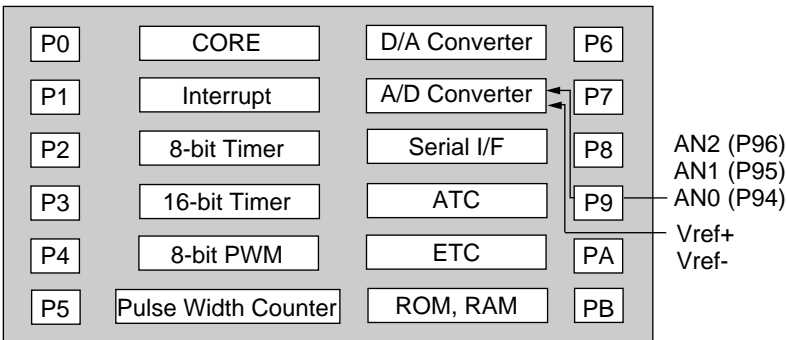 P0 CORE D/A Converter P6
P1 Interrupt A/D Converter P7
P2 8-bit Timer Serial I/F P8 AN2 (P96)
AN1 (P95)
P3 16-bit Timer ATC P9 AN0 (P94)
Vref+
P4 8-bit PWM ETC PA Vref-
P5 Pulse Width Counter ROM, RAM PB